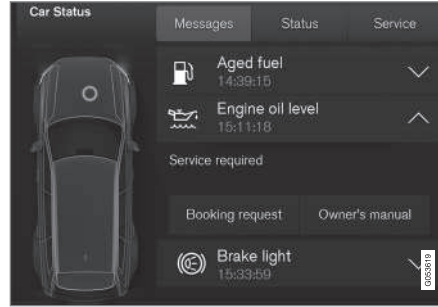 Car Status
Messages Status Service
Aged fuel
14:39:15
Engine oil level
15:11:18
Service required
Booking request Owner's manual
Brake light
15:33:59
G053619